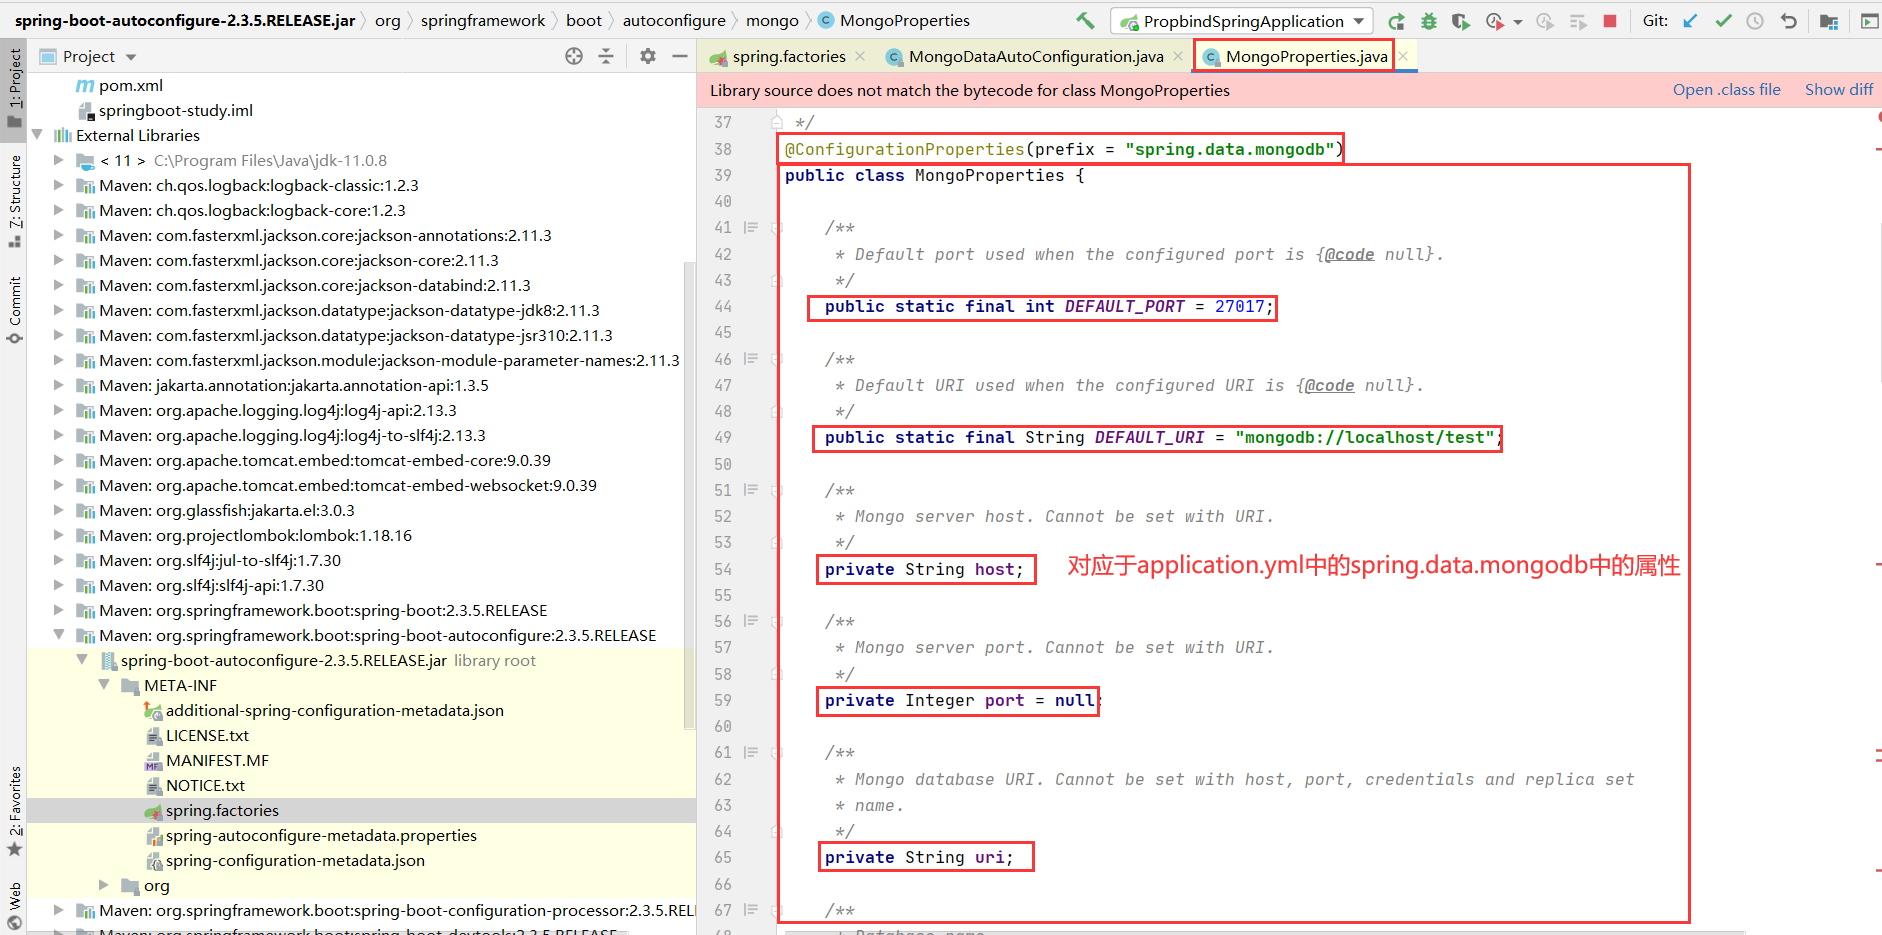 spring-boot-autoconfigure-2.3.5.RELEASE.jar org springframework boot autoconfigure mongo MongoProperties PropbindSpringApplication Git:
Project
spring.factories MongoDataAutoConfiguration.java MongoProperties.java
Library source does not match the bytecode for class MongoProperties Open .class file Show diff
1: Project
7: Structure
Commit
2: Favorites
Web
pom.xml
springboot-study.iml
External Libraries
< 11 > C:\Program Files\Java\jdk-11.0.8
Maven: ch.qos.logback:logback-classic:1.2.3
Maven: ch.qos.logback:logback-core:1.2.3
Maven: com.fasterxml.jackson.core:jackson-annotations:2.11.3
Maven: com.fasterxml.jackson.core:jackson-core:2.11.3
Maven: com.fasterxml.jackson.core:jackson-databind:2.11.3
Maven: com.fasterxml.jackson.datatype:jackson-datatype-jdk8:2.11.3
Maven: com.fasterxml.jackson.datatype:jackson-datatype-jsr310:2.11.3
Maven: com.fasterxml.jackson.module:jackson-module-parameter-names:2.11.3
Maven: jakarta.annotation:jakarta.annotation-api:1.3.5
Maven: org.apache.logging.log4j:log4j-api:2.13.3
Maven: org.apache.logging.log4j:log4j-to-slf4j:2.13.3
Maven: org.apache.tomcat.embed:tomcat-embed-core:9.0.39
Maven: org.apache.tomcat.embed:tomcat-embed-websocket:9.0.39
Maven: org.glassfish:jakarta.el:3.0.3
Maven: org.projectlombok:lombok:1.18.16
Maven: org.slf4j:jul-to-slf4j:1.7.30
Maven: org.slf4j:slf4j-api:1.7.30
Maven: org.springframework.boot:spring-boot:2.3.5.RELEASE
Maven: org.springframework.boot:spring-boot-autoconfigure:2.3.5.RELEASE
spring-boot-autoconfigure-2.3.5.RELEASE.jar library root
META-INF
additional-spring-configuration-metadata.json
LICENSE.txt
MANIFEST.MF
NOTICE.txt
spring.factories
spring-autoconfigure-metadata.properties
spring-configuration-metadata.json
org
Maven: org.springframework.boot:spring-boot-configuration-processor:2.3.5.REL
Maven: org.springframework.boot:spring-boot-devtools:2.3.5.RELEASE
37 */
38 @ConfigurationProperties(prefix = "spring.data.mongodb")
39 public class MongoProperties {
40
41 /**
42 * Default port used when the configured port is {@code null}.
43 */
44 public static final int DEFAULT_PORT = 27017;
45
46 /**
47 * Default URI used when the configured URI is {@code null}.
48 */
49 public static final String DEFAULT_URI = "mongodb://localhost/test";
50
51 /**
52 * Mongo server host. Cannot be set with URI.
53 */
54 private String host; 对应于application.yml中的spring.data.mongodb中的属性
55
56 /**
57 * Mongo server port. Cannot be set with URI.
58 */
59 private Integer port = null;
60
61 /**
62 * Mongo database URI. Cannot be set with host, port, credentials and replica set
63 * name.
64 */
65 private String uri;
66
67 /**
68 * Database name